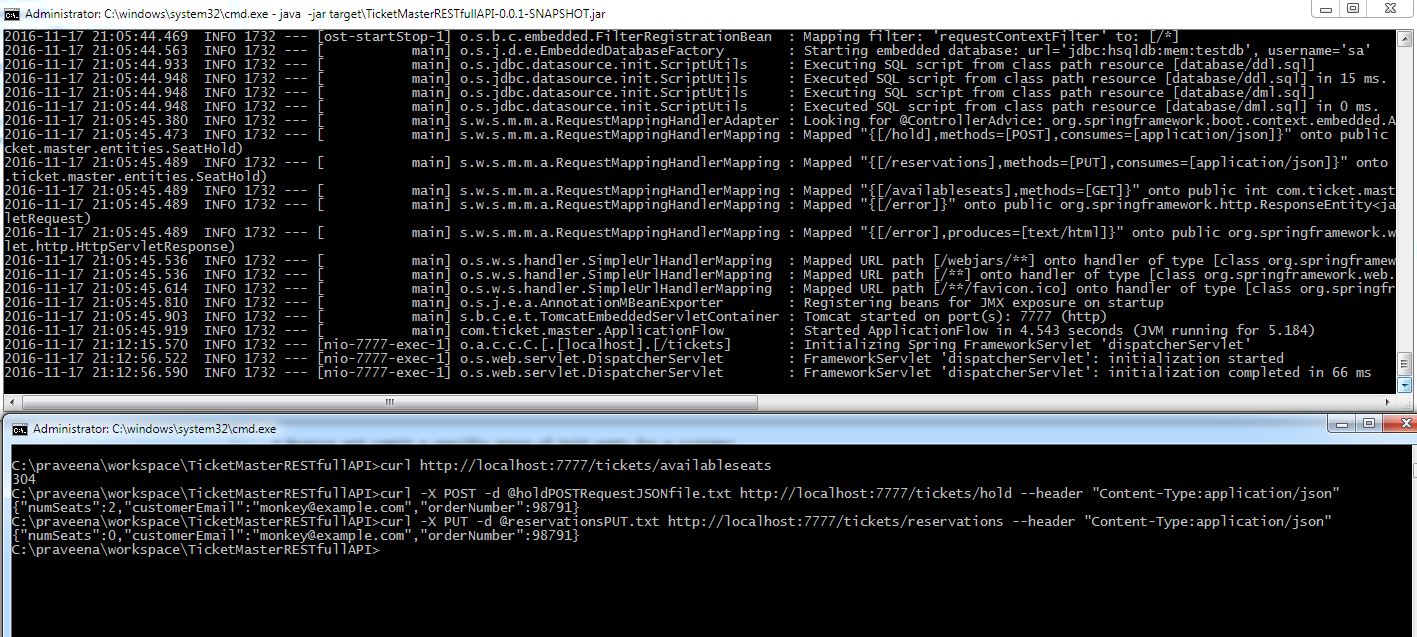 Administrator: C:\windows\system32\cmd.exe - java -jar target\TicketMasterRESTfullAPI-0.0.1-SNAPSHOT.jar
2016-11-17 21:05:44.469  INFO 1732 --- [ost-startStop-1] o.s.b.c.embedded.FilterRegistrationBean  : Mapping filter: 'requestContextFilter' to: [/*]
2016-11-17 21:05:44.563  INFO 1732 --- [           main] o.s.j.d.e.EmbeddedDatabaseFactory        : Starting embedded database: url='jdbc:hsqldb:mem:testdb', username='sa'
2016-11-17 21:05:44.933  INFO 1732 --- [           main] o.s.jdbc.datasource.init.ScriptUtils     : Executing SQL script from class path resource [database/ddl.sql]
2016-11-17 21:05:44.948  INFO 1732 --- [           main] o.s.jdbc.datasource.init.ScriptUtils     : Executed SQL script from class path resource [database/ddl.sql] in 15 ms.
2016-11-17 21:05:44.948  INFO 1732 --- [           main] o.s.jdbc.datasource.init.ScriptUtils     : Executing SQL script from class path resource [database/dml.sql]
2016-11-17 21:05:44.948  INFO 1732 --- [           main] o.s.jdbc.datasource.init.ScriptUtils     : Executed SQL script from class path resource [database/dml.sql] in 0 ms.
2016-11-17 21:05:45.380  INFO 1732 --- [           main] s.w.s.m.m.a.RequestMappingHandlerAdapter : Looking for @ControllerAdvice: org.springframework.boot.context.embedded.A
2016-11-17 21:05:45.473  INFO 1732 --- [           main] s.w.s.m.m.a.RequestMappingHandlerMapping : Mapped "{[/hold],methods=[POST],consumes=[application/json]}" onto public
cket.master.entities.SeatHold)
2016-11-17 21:05:45.489  INFO 1732 --- [           main] s.w.s.m.m.a.RequestMappingHandlerMapping : Mapped "{[/reservations],methods=[PUT],consumes=[application/json]}" onto
.ticket.master.entities.SeatHold)
2016-11-17 21:05:45.489  INFO 1732 --- [           main] s.w.s.m.m.a.RequestMappingHandlerMapping : Mapped "{[/availableseats],methods=[GET]}" onto public int com.ticket.mast
2016-11-17 21:05:45.489  INFO 1732 --- [           main] s.w.s.m.m.a.RequestMappingHandlerMapping : Mapped "{[/error]}" onto public org.springframework.http.ResponseEntity<ja
letRequest)
2016-11-17 21:05:45.489  INFO 1732 --- [           main] s.w.s.m.m.a.RequestMappingHandlerMapping : Mapped "{[/error],produces=[text/html]}" onto public org.springframework.w
let.http.HttpServletResponse)
2016-11-17 21:05:45.536  INFO 1732 --- [           main] o.s.w.s.handler.SimpleUrlHandlerMapping  : Mapped URL path [/webjars/**] onto handler of type [class org.springframew
2016-11-17 21:05:45.536  INFO 1732 --- [           main] o.s.w.s.handler.SimpleUrlHandlerMapping  : Mapped URL path [/**] onto handler of type [class org.springframework.web.
2016-11-17 21:05:45.614  INFO 1732 --- [           main] o.s.w.s.handler.SimpleUrlHandlerMapping  : Mapped URL path [/**/favicon.ico] onto handler of type [class org.springfr
2016-11-17 21:05:45.810  INFO 1732 --- [           main] o.s.j.e.a.AnnotationMBeanExporter        : Registering beans for JMX exposure on startup
2016-11-17 21:05:45.903  INFO 1732 --- [           main] s.b.c.e.t.TomcatEmbeddedServletContainer : Tomcat started on port(s): 7777 (http)
2016-11-17 21:05:45.919  INFO 1732 --- [           main] com.ticket.master.ApplicationFlow        : Started ApplicationFlow in 4.543 seconds (JVM running for 5.184)
2016-11-17 21:12:15.570  INFO 1732 --- [nio-7777-exec-1] o.a.c.c.C.[.[localhost].[/tickets]       : Initializing Spring FrameworkServlet 'dispatcherServlet'
2016-11-17 21:12:56.522  INFO 1732 --- [nio-7777-exec-1] o.s.web.servlet.DispatcherServlet        : FrameworkServlet 'dispatcherServlet': initialization started
2016-11-17 21:12:56.590  INFO 1732 --- [nio-7777-exec-1] o.s.web.servlet.DispatcherServlet        : FrameworkServlet 'dispatcherServlet': initialization completed in 66 ms
Administrator: C:\windows\system32\cmd.exe
C:\praveena\workspace\TicketMasterRESTfullAPI>curl http://localhost:7777/tickets/availableseats
304
C:\praveena\workspace\TicketMasterRESTfullAPI>curl -X POST -d @holdPOSTRequestJSONfile.txt http://localhost:7777/tickets/hold --header "Content-Type:application/json"
{"numSeats":2,"customerEmail":"monkey@example.com","orderNumber":98791}
C:\praveena\workspace\TicketMasterRESTfullAPI>curl -X PUT -d @reservationsPUT.txt http://localhost:7777/tickets/reservations --header "Content-Type:application/json"
{"numSeats":0,"customerEmail":"monkey@example.com","orderNumber":98791}
C:\praveena\workspace\TicketMasterRESTfullAPI>